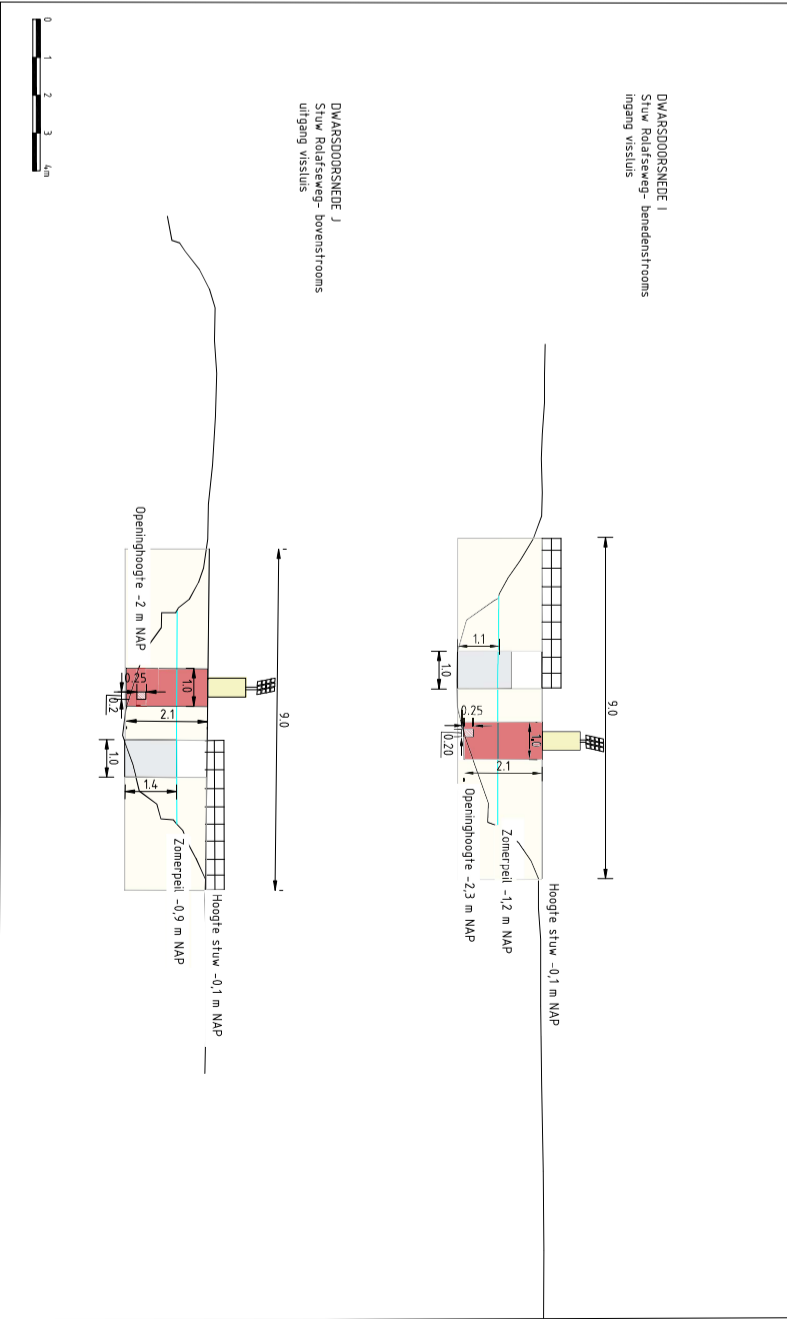 DWARSDOORSNEDE I
Stuw Rolafseweg- benedenstrooms
ingang vissluis
9.0
1.1
1.0
0.25
0.20
1.0
2.1
Hoogte stuw -0,1 m NAP
Zomerpeil -1,2 m NAP
Openinghoogte -2,3 m NAP
DWARSDOORSNEDE J
Stuw Rolafseweg- bovenstrooms
uitgang vissluis
9.0
Openinghoogte -2 m NAP
0.25
0.2
1.0
2.1
1.0
1.4
Hoogte stuw -0,1 m NAP
Zomerpeil -0,9 m NAP
0 1 2 3 4m